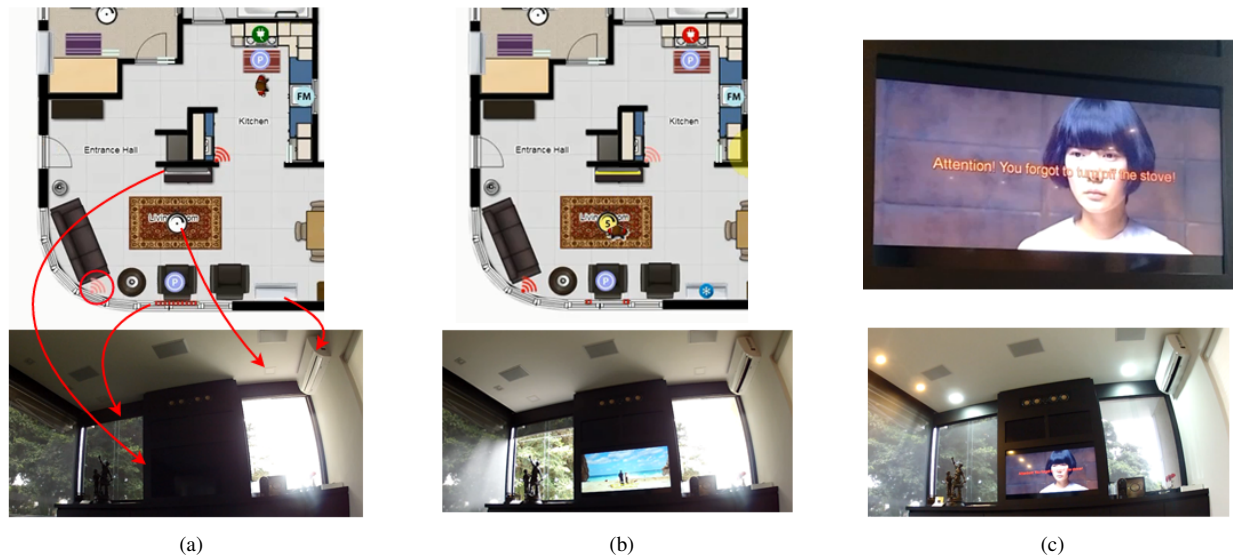 P
FM
Kitchen
Entrance Hall
Living Room
P
P
FM
Kitchen
Entrance Hall
S
P
Attention! You forgot to turn off the stove!
(a)
(b)
(c)